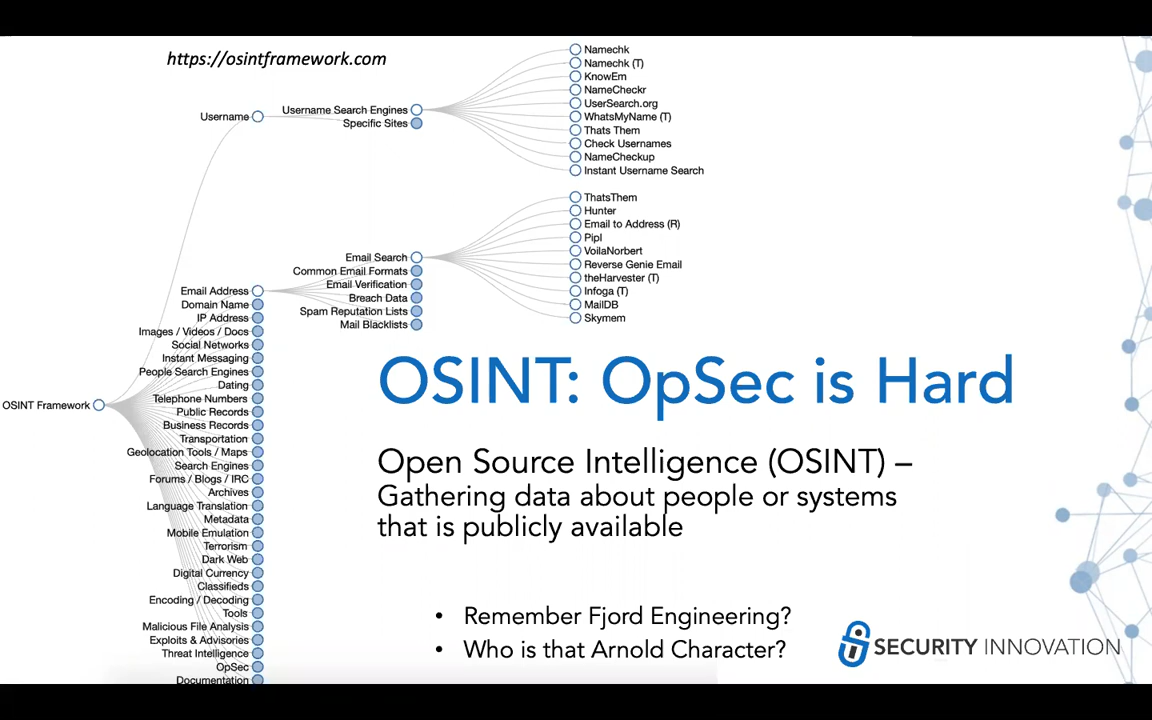 https://osintframework.com
Username
Username Search Engines
Specific Sites
Namechk
Namechk (T)
KnowEm
NameCheckr
UserSearch.org
WhatsMyName (T)
Thats Them
Check Usernames
NameCheckup
Instant Username Search
Email Search
Common Email Formats
Email Verification
Breach Data
Spam Reputation Lists
Mail Blacklists
ThatsThem
Hunter
Email to Address (R)
Pipl
VoilaNorbert
Reverse Genie Email
theHarvester (T)
Infoga (T)
MailDB
Skymem
OSINT Framework
Email Address
Domain Name
IP Address
Images / Videos / Docs
Social Networks
Instant Messaging
People Search Engines
Dating
Telephone Numbers
Public Records
Business Records
Transportation
Geolocation Tools / Maps
Search Engines
Forums / Blogs / IRC
Archives
Language Translation
Metadata
Mobile Emulation
Terrorism
Dark Web
Digital Currency
Classifieds
Encoding / Decoding
Tools
Malicious File Analysis
Exploits & Advisories
Threat Intelligence
OpSec
Documentation
OSINT: OpSec is Hard
Open Source Intelligence (OSINT) –
Gathering data about people or systems
that is publicly available
• Remember Fjord Engineering?
• Who is that Arnold Character?
SECURITY INNOVATION